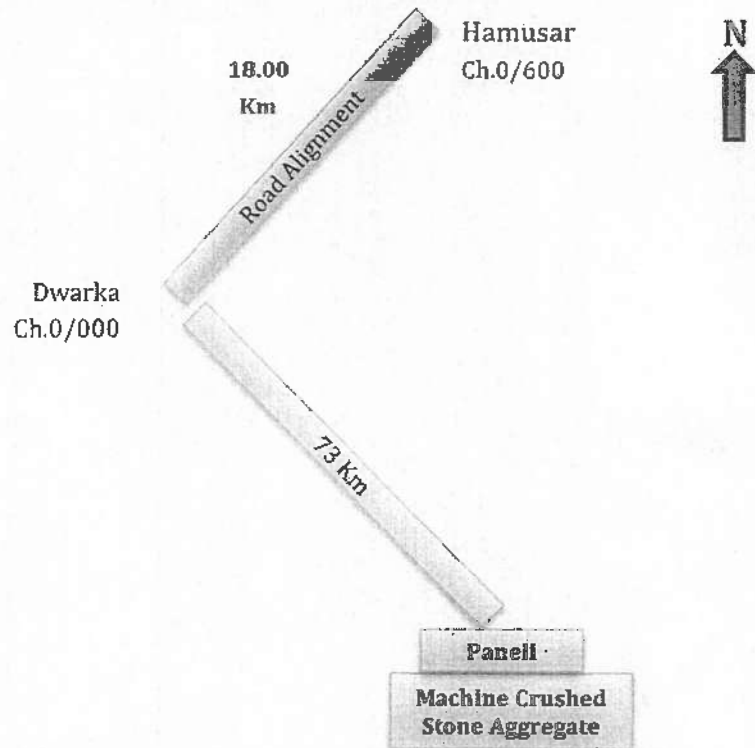 Hamusar
Ch.0/600
N
18.00
Km
Road Alignment
Dwarka
Ch.0/000
73 Km
Paneli
Machine Crushed
Stone Aggregate